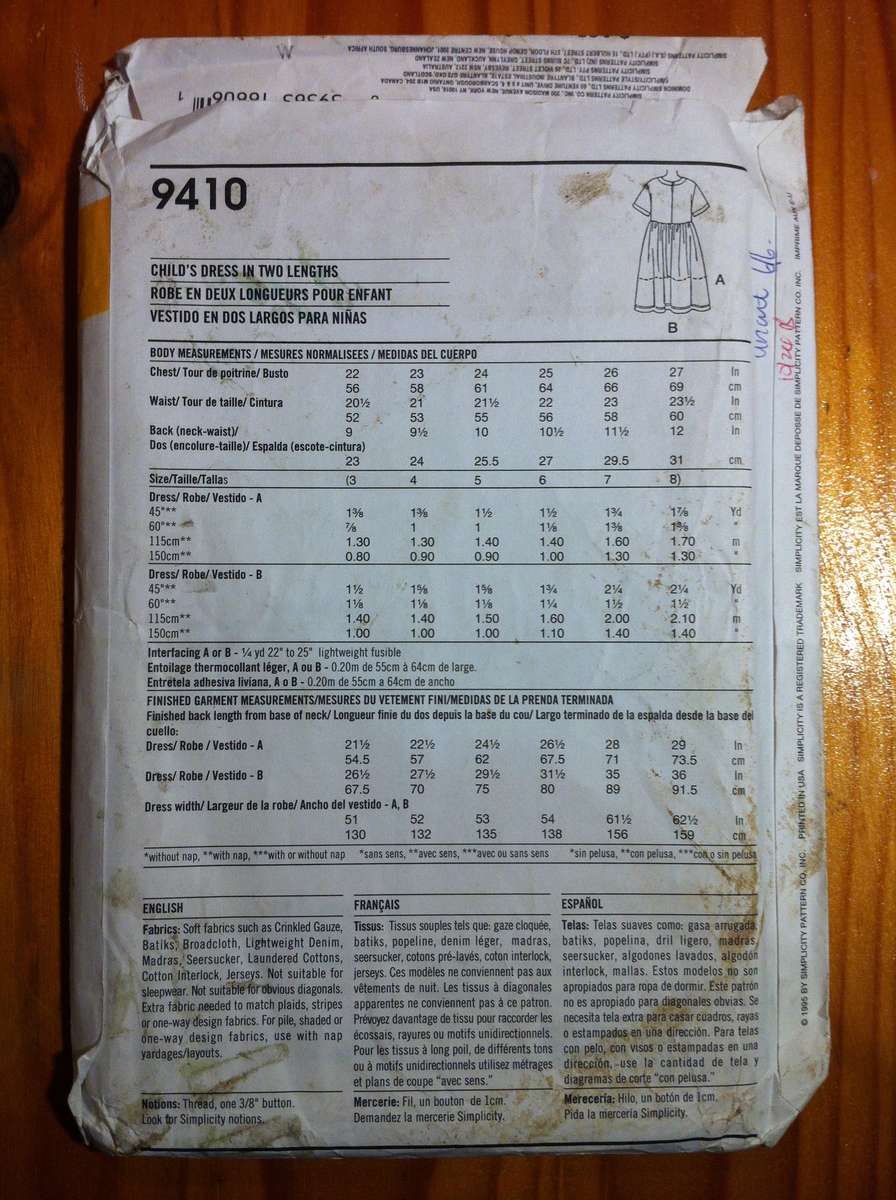 SIMPLICITY PATTERN CO. INC. 200 MADISON AVENUE, NEW YORK, NY 10016, USA
W
9410
CHILD'S DRESS IN TWO LENGTHS
ROBE EN DEUX LONGUEURS POUR ENFANT
VESTIDO EN DOS LARGOS PARA NIÑAS
A
B
BODY MEASUREMENTS / MESURES NORMALISEES / MEDIDAS DEL CUERPO
Chest/ Tour de poitrine/ Busto 22 23 24 25 26 27 In
56 58 61 64 66 69 cm
Waist/ Tour de taille/ Cintura 20½ 21 21½ 22 23 23½ In
52 53 55 56 58 60 cm
Back (neck-waist)/ 9 9½ 10 10½ 11½ 12 In
Dos (encolure-taille)/ Espalda (escote-cintura)
23 24 25.5 27 29.5 31 cm
Size/Taille/Tallas (3 4 5 6 7 8)
Dress/ Robe/ Vestido - A
45"*** 1⅜ 1⅜ 1½ 1½ 1¾ 1⅞ Yd
60"** ⅞ 1 1 1⅛ 1⅜ 1⅜ "
115cm** 1.30 1.30 1.40 1.40 1.60 1.70 m
150cm** 0.80 0.90 0.90 1.00 1.30 1.30 "
Dress/ Robe/ Vestido - B
45"*** 1½ 1⅝ 1⅝ 1¾ 2¼ 2¼ Yd
60"** 1⅛ 1⅛ 1⅛ 1¼ 1½ 1½ "
115cm** 1.40 1.40 1.50 1.60 2.00 2.10 m
150cm** 1.00 1.00 1.00 1.10 1.40 1.40 "
Interfacing A or B - ¼ yd 22" to 25" lightweight fusible
Entoilage thermocollant léger, A ou B - 0.20m de 55cm à 64cm de large.
Entretela adhesiva liviana, A o B - 0.20m de 55cm a 64cm de ancho
FINISHED GARMENT MEASUREMENTS/MESURES DU VETEMENT FINI/MEDIDAS DE LA PRENDA TERMINADA
Finished back length from base of neck/ Longueur finie du dos depuis la base du cou/ Largo terminado de la espalda desde la base del
cuello:
Dress/ Robe / Vestido - A 21½ 22½ 24½ 26½ 28 29 In
54.5 57 62 67.5 71 73.5 cm
Dress/ Robe / Vestido - B 26½ 27½ 29½ 31½ 35 36 In
67.5 70 75 80 89 91.5 cm
Dress width/ Largeur de la robe/ Ancho del vestido - A, B
51 52 53 54 61½ 62½ In
130 132 135 138 156 159 cm
*without nap, **with nap, ***with or without nap *sans sens, **avec sens, ***avec ou sans sens *sin pelusa, **con pelusa, ***con o sin pelusa
ENGLISH
Fabrics: Soft fabrics such as Crinkled Gauze,
Batiks, Broadcloth, Lightweight Denim,
Madras, Seersucker, Laundered Cottons,
Cotton Interlock, Jerseys. Not suitable for
sleepwear. Not suitable for obvious diagonals.
Extra fabric needed to match plaids, stripes
or one-way design fabrics. For pile, shaded or
one-way design fabrics, use with nap
yardages/layouts.
Notions: Thread, one 3/8" button.
Look for Simplicity notions.
FRANÇAIS
Tissus: Tissus souples tels que: gaze cloquée,
batiks, popeline, denim léger, madras,
seersucker, cotons pré-lavés, coton interlock,
jerseys. Ces modèles ne conviennent pas aux
vêtements de nuit. Les tissus à diagonales
apparentes ne conviennent pas à ce patron.
Prévoyez davantage de tissu pour raccorder les
écossais, rayures ou motifs unidirectionnels.
Pour les tissus à long poil, de différents tons
ou à motifs unidirectionnels utilisez métrages
et plans de coupe "avec sens."
Mercerie: Fil, un bouton de 1cm.
Demandez la mercerie Simplicity.
ESPAÑOL
Telas: Telas suaves como: gasa arrugada,
batiks, popelina, dril ligero, madras,
seersucker, algodones lavados, algodón
interlock, mallas. Estos modelos no son
apropiados para ropa de dormir. Este patrón
no es apropiado para diagonales obvias. Se
necesita tela extra para casar cuadros, rayas
o estampados en una dirección. Para telas
con pelo, con visos o estampadas en una
dirección, use la cantidad de tela y
diagramas de corte "con pelusa."
Merecería: Hilo, un botón de 1cm.
Pida la mercería Simplicity.
© 1995 BY SIMPLICITY PATTERN CO. INC. PRINTED IN USA SIMPLICITY IS A REGISTERED TRADEMARK SIMPLICITY EST LA MARQUE DEPOSSE DE SIMPLICITY PATTERN CO. INC. IMPRIME AUX
uncut 6/6.